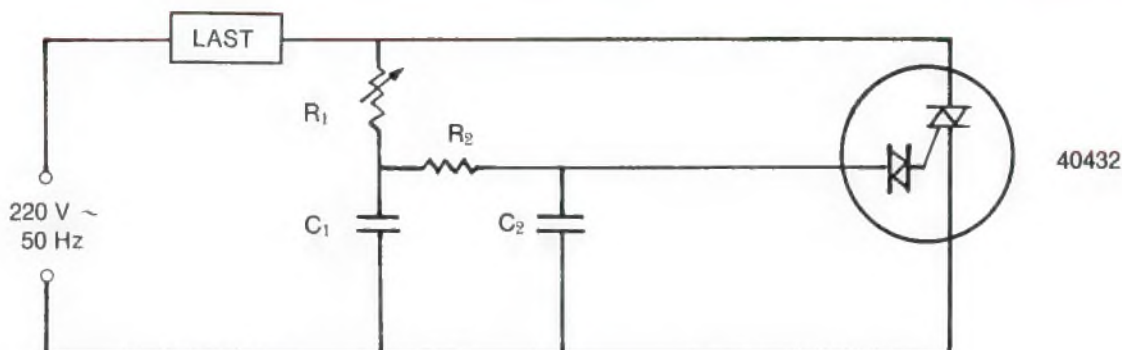 LAST
R₁
R₂
40432
220 V ~
50 Hz
C₁
C₂